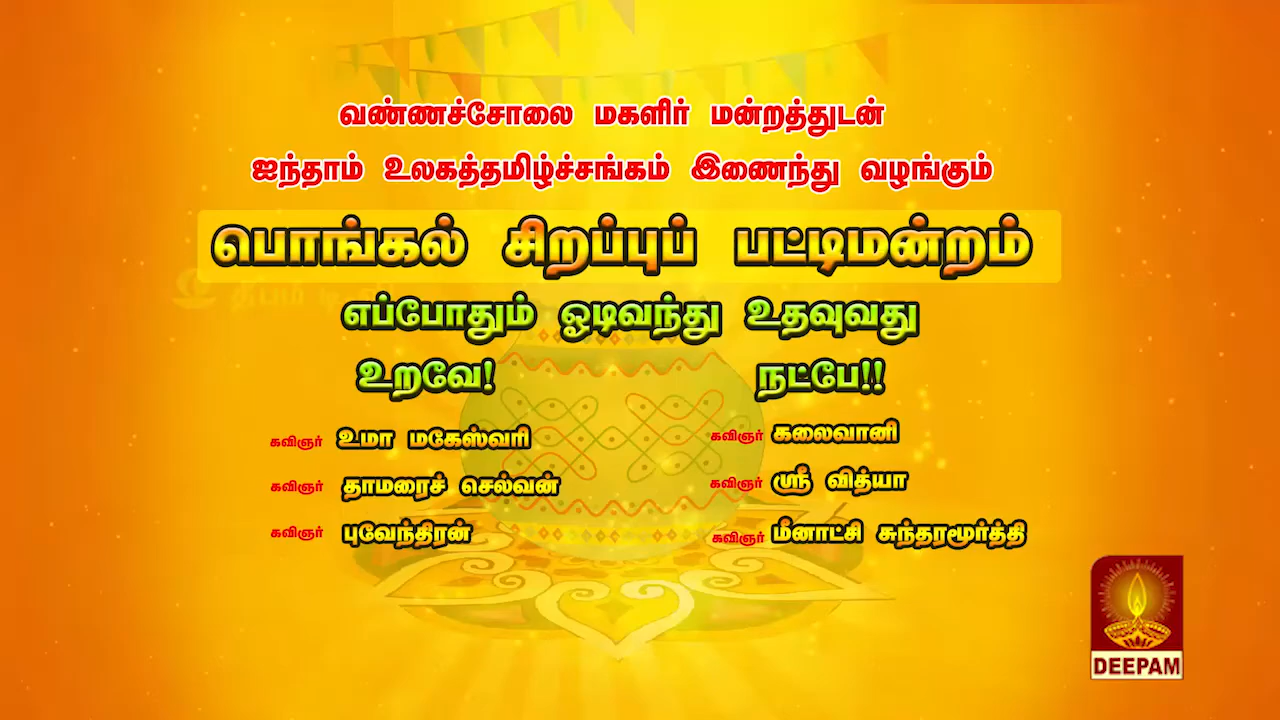 வண்ணச்சோலை மகளிர் மன்றத்துடன்
ஐந்தாம் உலகத்தமிழ்ச்சங்கம் இணைந்து வழங்கும்
பொங்கல் சிறப்புப் பட்டிமன்றம்
தீபம் டிவி
எப்போதும் ஓடிவந்து உதவுவது
உறவே! நட்பே!!
கவிஞர் உமா மகேஸ்வரி கவிஞர் கலைவானி
கவிஞர் தாமரைச் செல்வன் கவிஞர் ஸ்ரீ வித்யா
கவிஞர் புவேந்திரன் கவிஞர் மீனாட்சி சுந்தரமூர்த்தி
DEEPAM